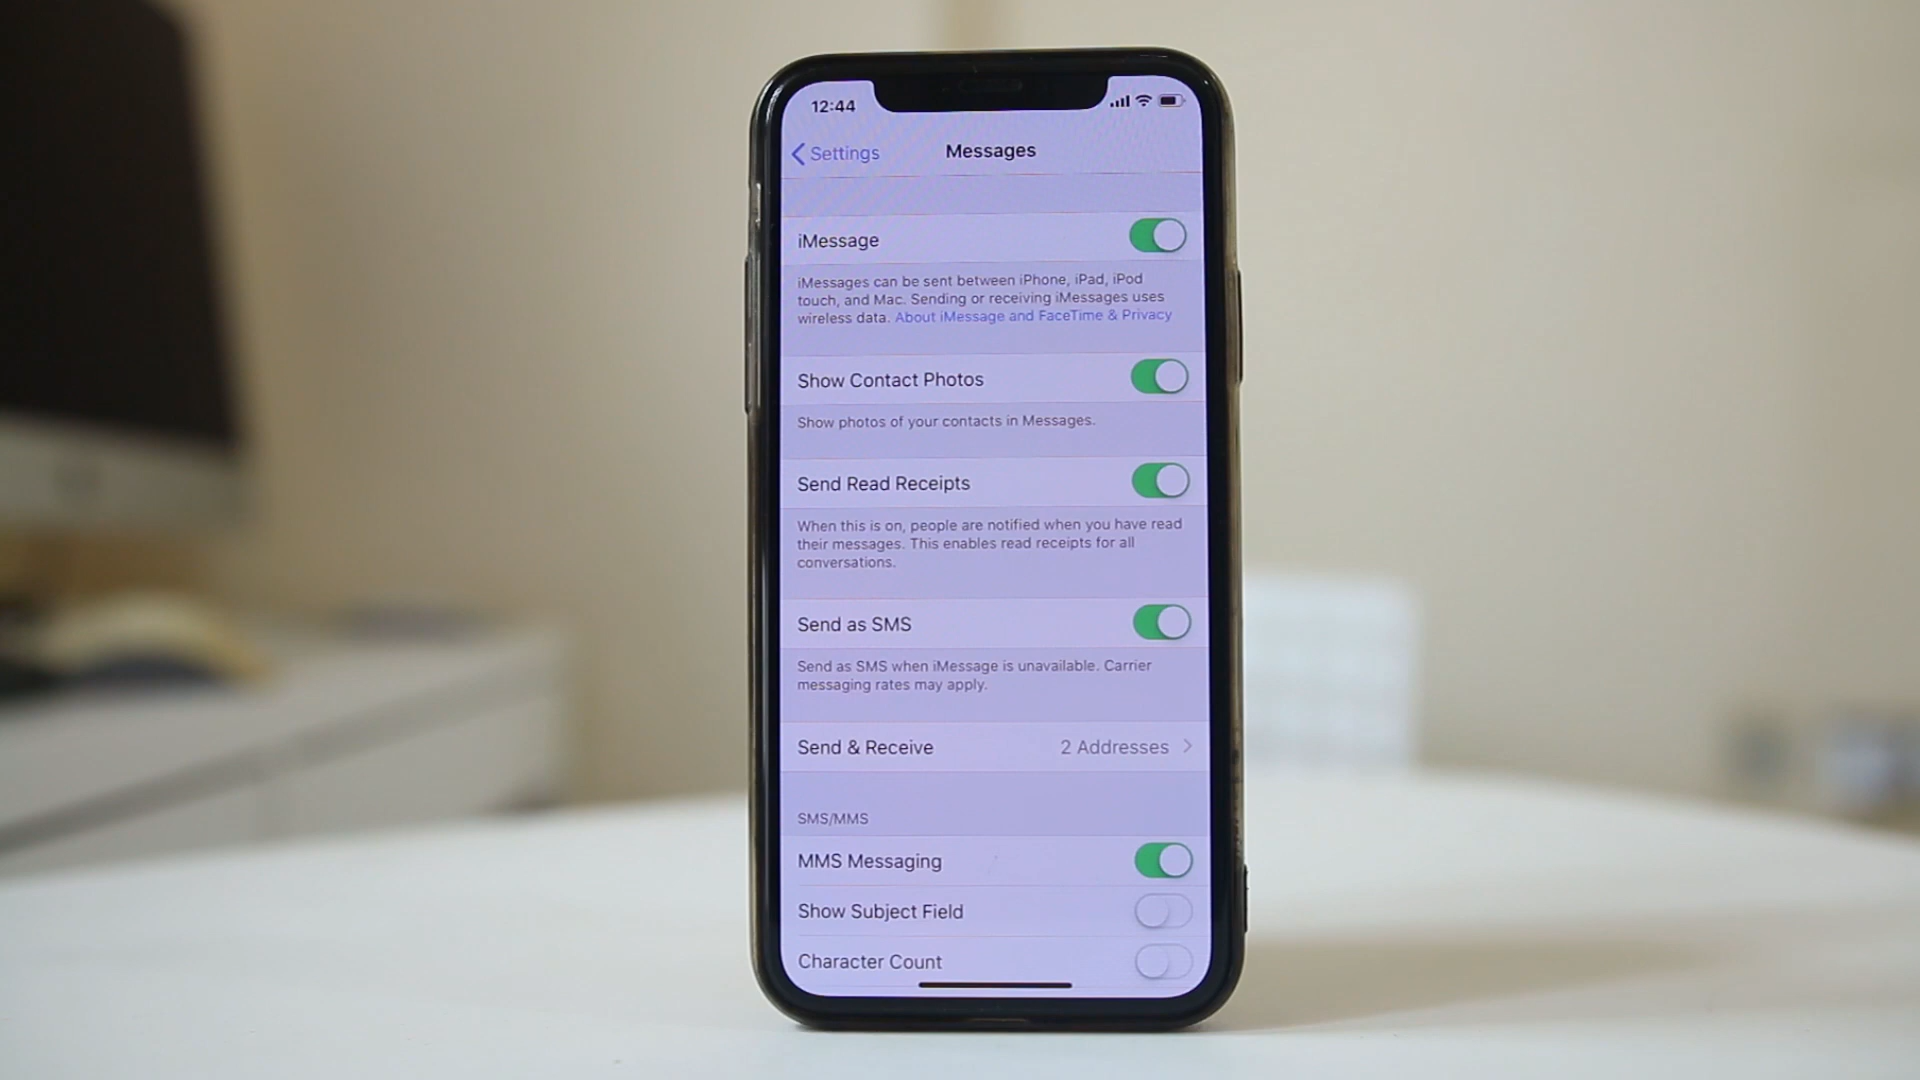 12:44
Settings
Messages
iMessage
iMessages can be sent between iPhone, iPad, iPod
touch, and Mac. Sending or receiving iMessages uses
wireless data. About iMessage and FaceTime & Privacy
Show Contact Photos
Show photos of your contacts in Messages.
Send Read Receipts
When this is on, people are notified when you have read
their messages. This enables read receipts for all
conversations.
Send as SMS
Send as SMS when iMessage is unavailable. Carrier
messaging rates may apply.
Send & Receive 2 Addresses
SMS/MMS
MMS Messaging
Show Subject Field
Character Count